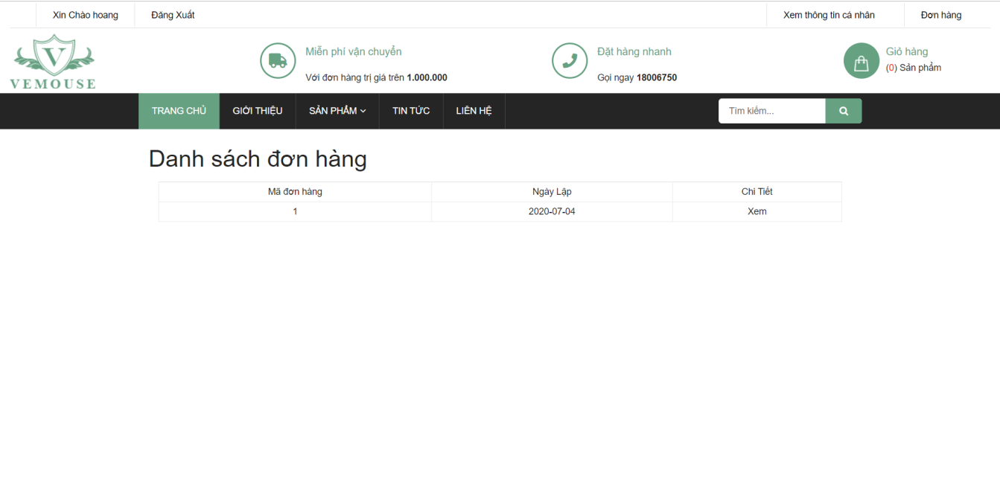 Xin Chào hoang Đăng Xuất Xem thông tin cá nhân Đơn hàng
V
VEMOUSE
Miễn phí vận chuyển
Với đơn hàng trị giá trên 1.000.000
Đặt hàng nhanh
Gọi ngay 18006750
Giỏ hàng
(0) Sản phẩm
TRANG CHỦ GIỚI THIỆU SẢN PHẨM TIN TỨC LIÊN HỆ Tìm kiếm...
Danh sách đơn hàng
Mã đơn hàng Ngày Lập Chi Tiết
1 2020-07-04 Xem